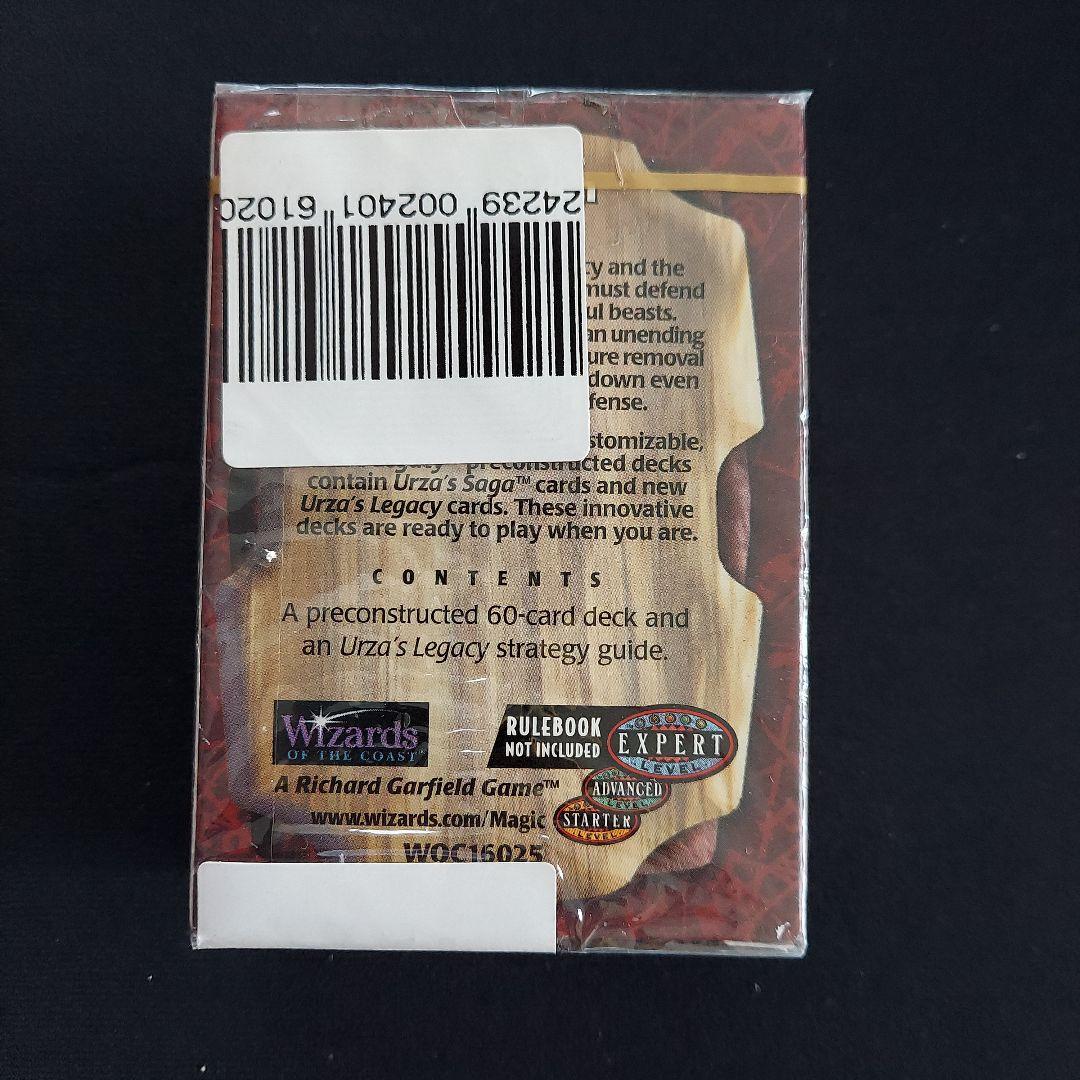 24239 002401 61020
ty and the
must defend
ul beasts.
an unending
ure removal
down even
fense.
stomizable,
preconstructed decks
contain Urza's Saga™ cards and new
Urza's Legacy cards. These innovative
decks are ready to play when you are.
CONTENTS
A preconstructed 60-card deck and
an Urza's Legacy strategy guide.
Wizards
OF THE COAST
RULEBOOK
NOT INCLUDED
EXPERT
LEVEL
A Richard Garfield Game™
ADVANCED
LEVEL
www.wizards.com/Magic
STARTER
LEVEL
WOC16025